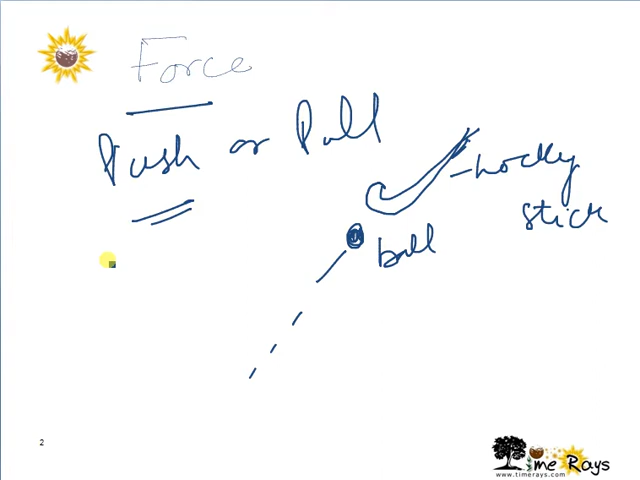 Force
Push or Pull
hocky
stick
ball
2
Time Rays
www.timerays.com